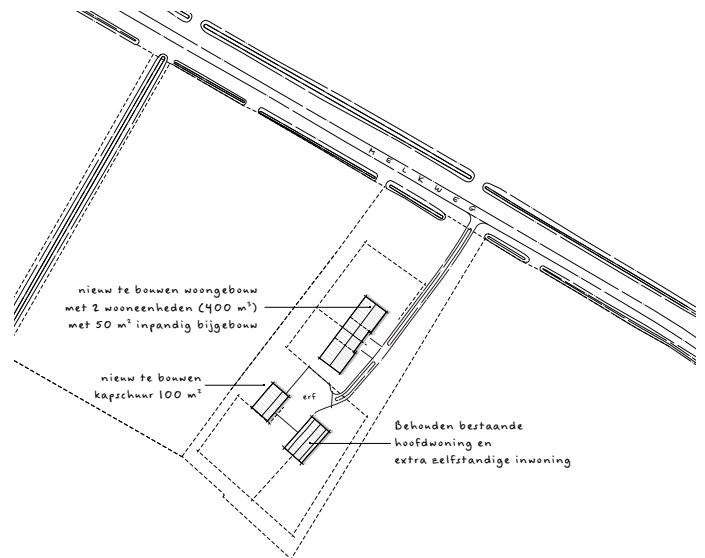 MELKWEG
nieuw te bouwen woongebouw
met 2 wooneenheden (400 m³)
met 50 m² inpandig bijgebouw
nieuw te bouwen
kapschuur 100 m²
erf
Behouden bestaande
hoofdwoning en
extra zelfstandige inwoning